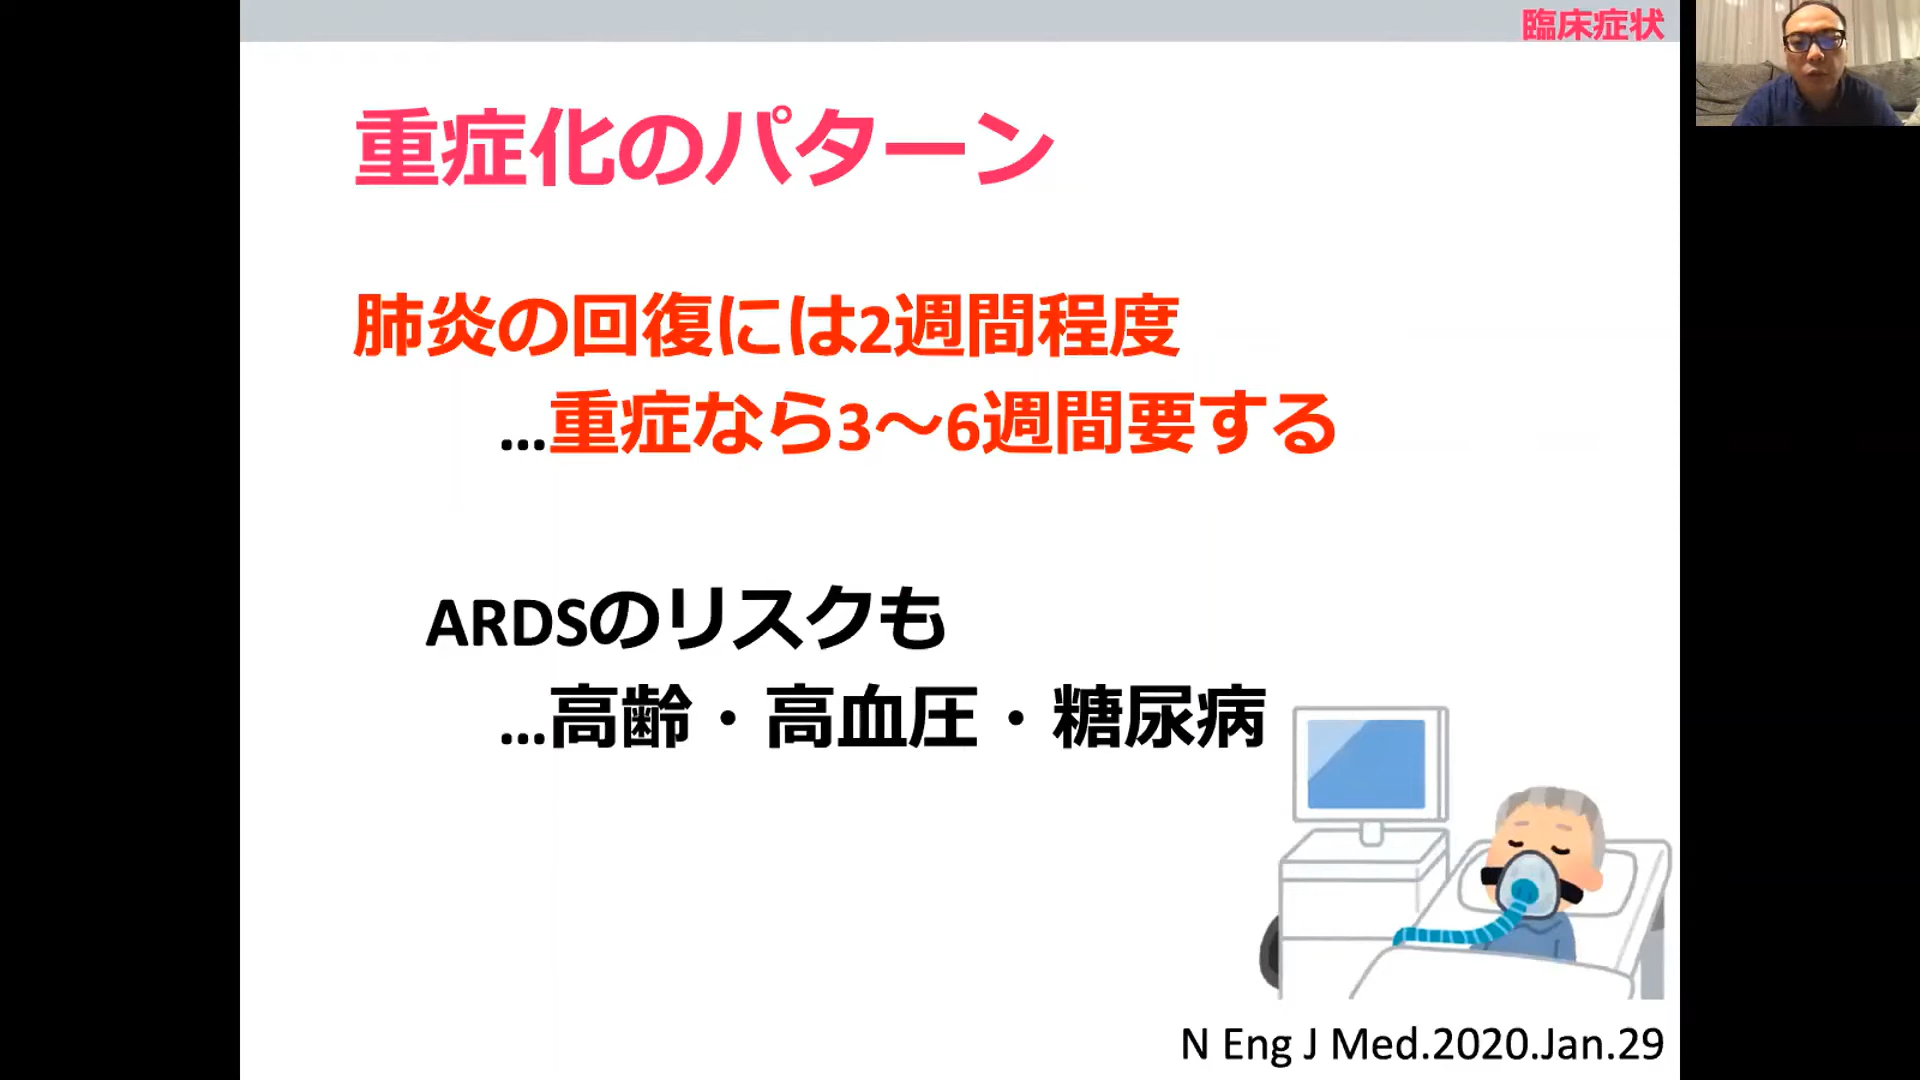 臨床症状
重症化のパターン
肺炎の回復には2週間程度
…重症なら3〜6週間要する
ARDSのリスクも
…高齢・高血圧・糖尿病
N Eng J Med.2020.Jan.29